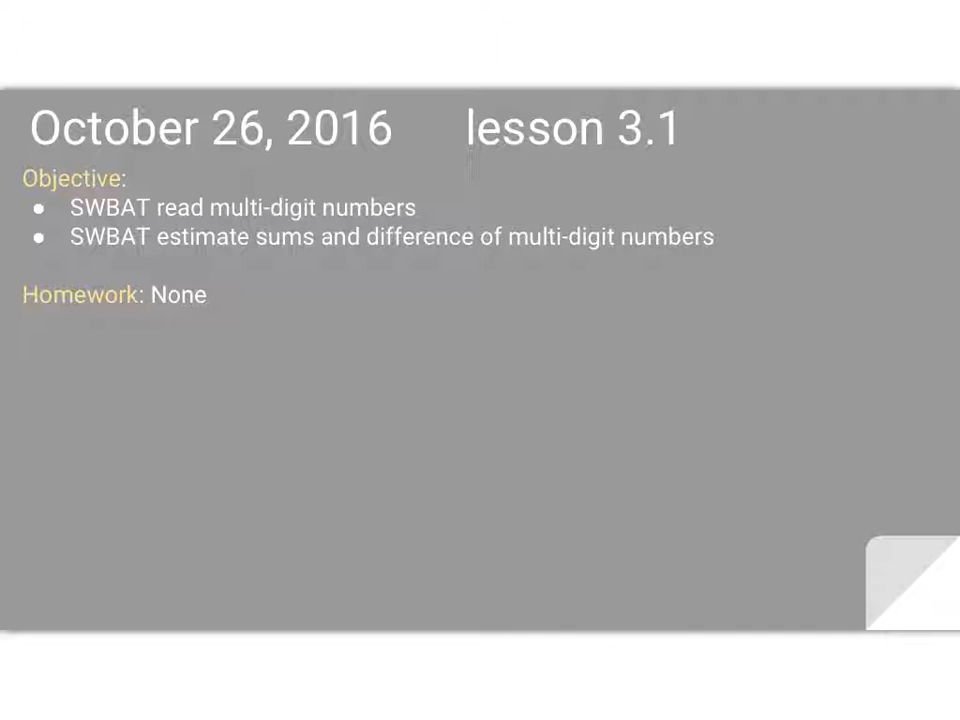 October 26, 2016 lesson 3.1
Objective:
● SWBAT read multi-digit numbers
● SWBAT estimate sums and difference of multi-digit numbers
Homework: None